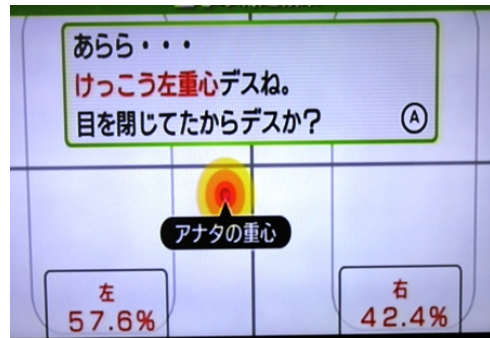 あららら・・・
けっこう左重心デスね。
目を閉じてたからデスか?
A
アナタの重心
左
57.6%
右
42.4%